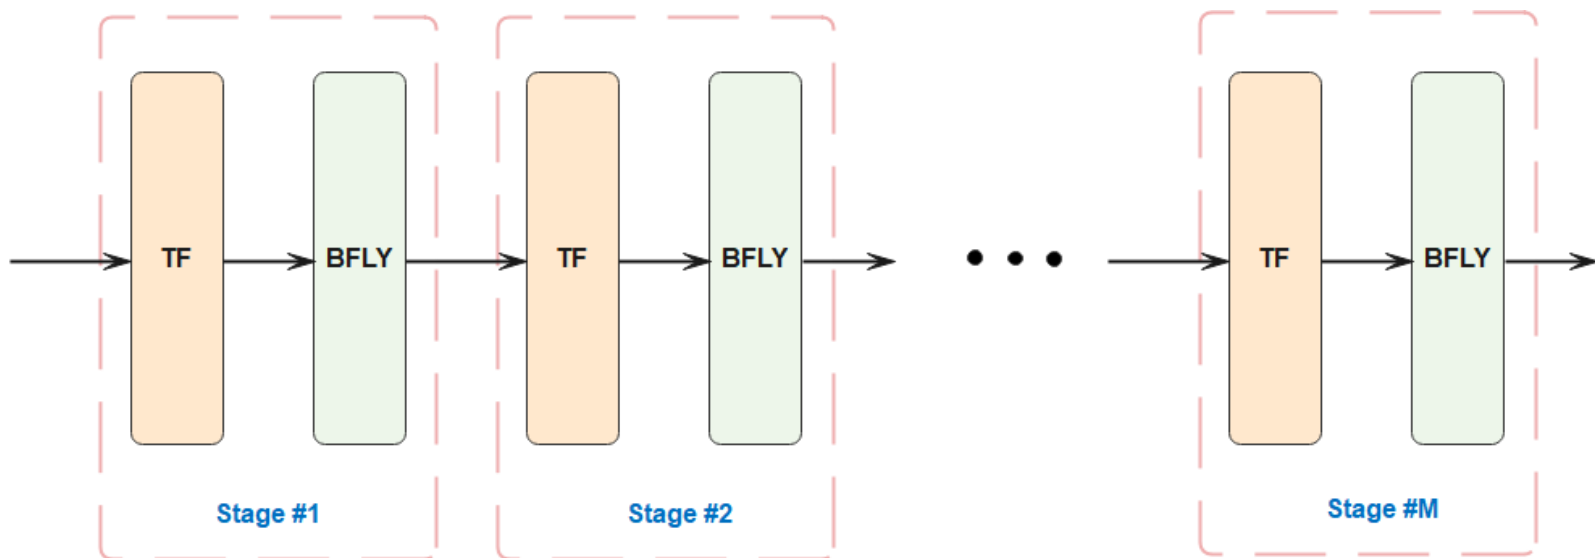 TF
BFLY
TF
BFLY
TF
BFLY
Stage #1
Stage #2
Stage #M